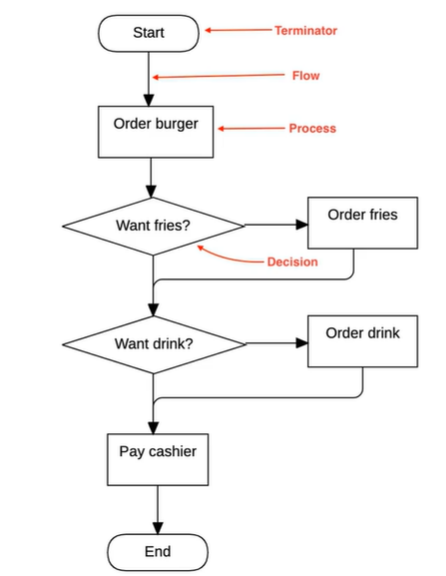 Start
Terminator
Flow
Order burger
Process
Want fries?
Order fries
Decision
Want drink?
Order drink
Pay cashier
End